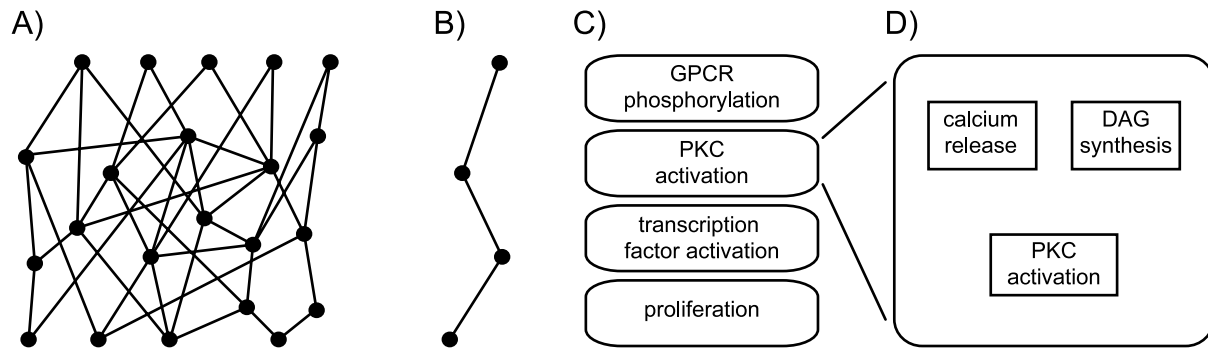 A)
B)
C)
D)
GPCR
phosphorylation
PKC
activation
transcription
factor activation
proliferation
calcium
release
DAG
synthesis
PKC
activation